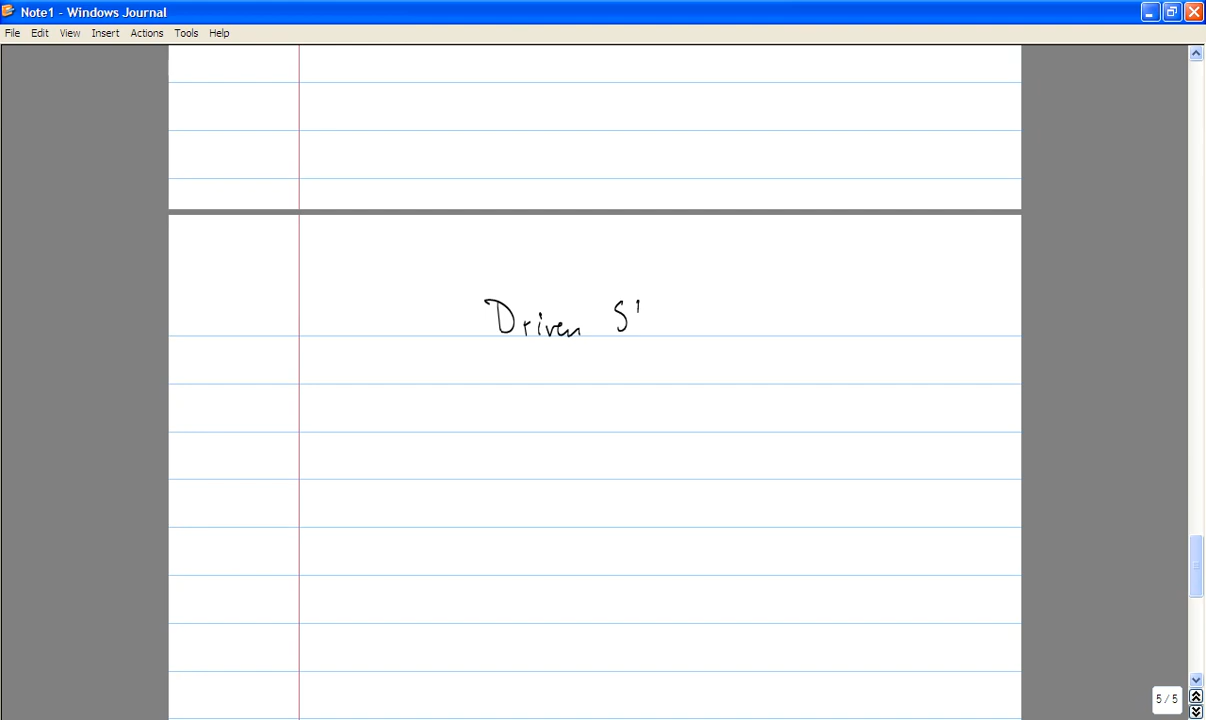 Note1 - Windows Journal
File Edit View Insert Actions Tools Help
Driven S'
5/5